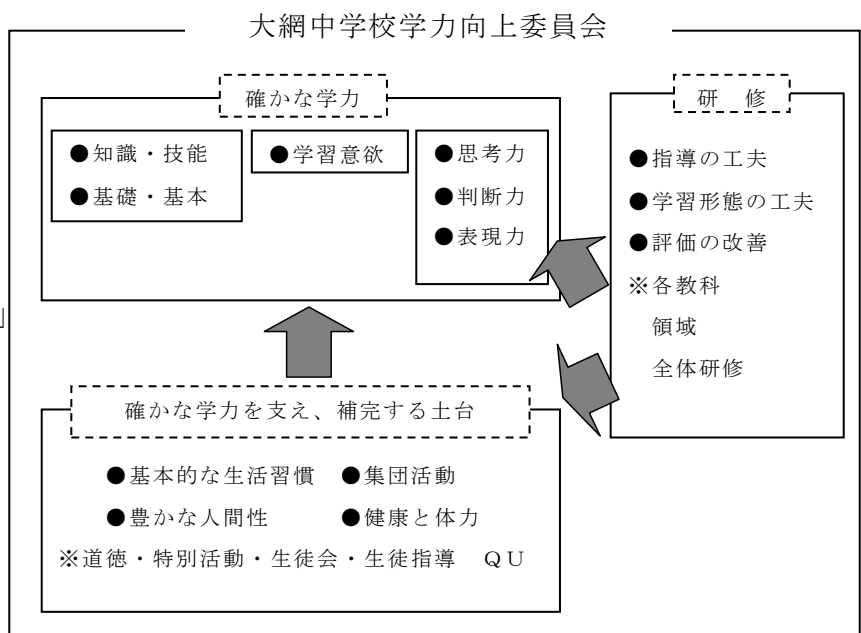 大網中学校学力向上委員会
確かな学力
●知識・技能
●基礎・基本
●学習意欲
●思考力
●判断力
●表現力
研　修
●指導の工夫
●学習形態の工夫
●評価の改善
※各教科
領域
全体研修
」
確かな学力を支え、補完する土台
●基本的な生活習慣　●集団活動
●豊かな人間性　●健康と体力
※道徳・特別活動・生徒会・生徒指導　ＱＵ